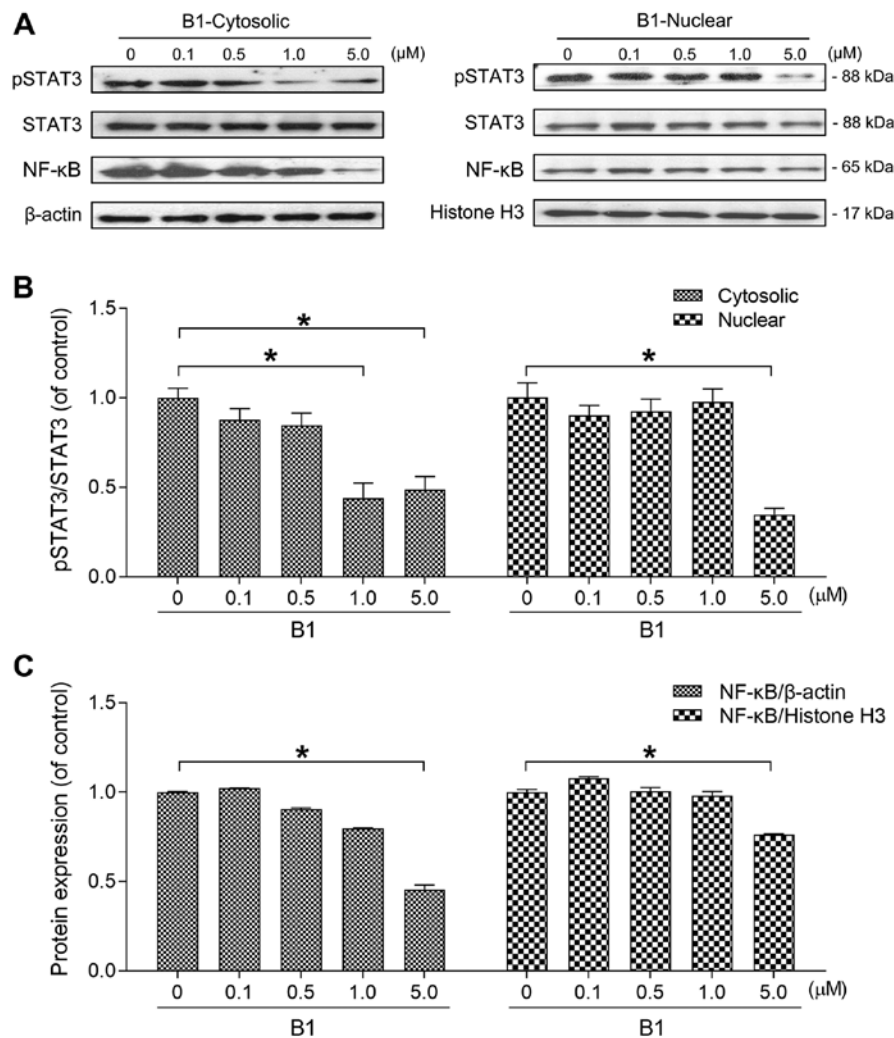 A
B1-Cytosolic
0 0.1 0.5 1.0 5.0 (μM)
pSTAT3
STAT3
NF-κB
β-actin
B1-Nuclear
0 0.1 0.5 1.0 5.0 (μM)
pSTAT3 - 88 kDa
STAT3 - 88 kDa
NF-κB - 65 kDa
Histone H3 - 17 kDa
B
pSTAT3/STAT3 (of control)
1.5
1.0
0.5
0.0
Cytosolic
Nuclear
* * *
0 0.1 0.5 1.0 5.0 0 0.1 0.5 1.0 5.0 (μM)
B1 B1
C
Protein expression (of control)
1.5
1.0
0.5
0.0
NF-κB/β-actin
NF-κB/Histone H3
* *
0 0.1 0.5 1.0 5.0 0 0.1 0.5 1.0 5.0 (μM)
B1 B1